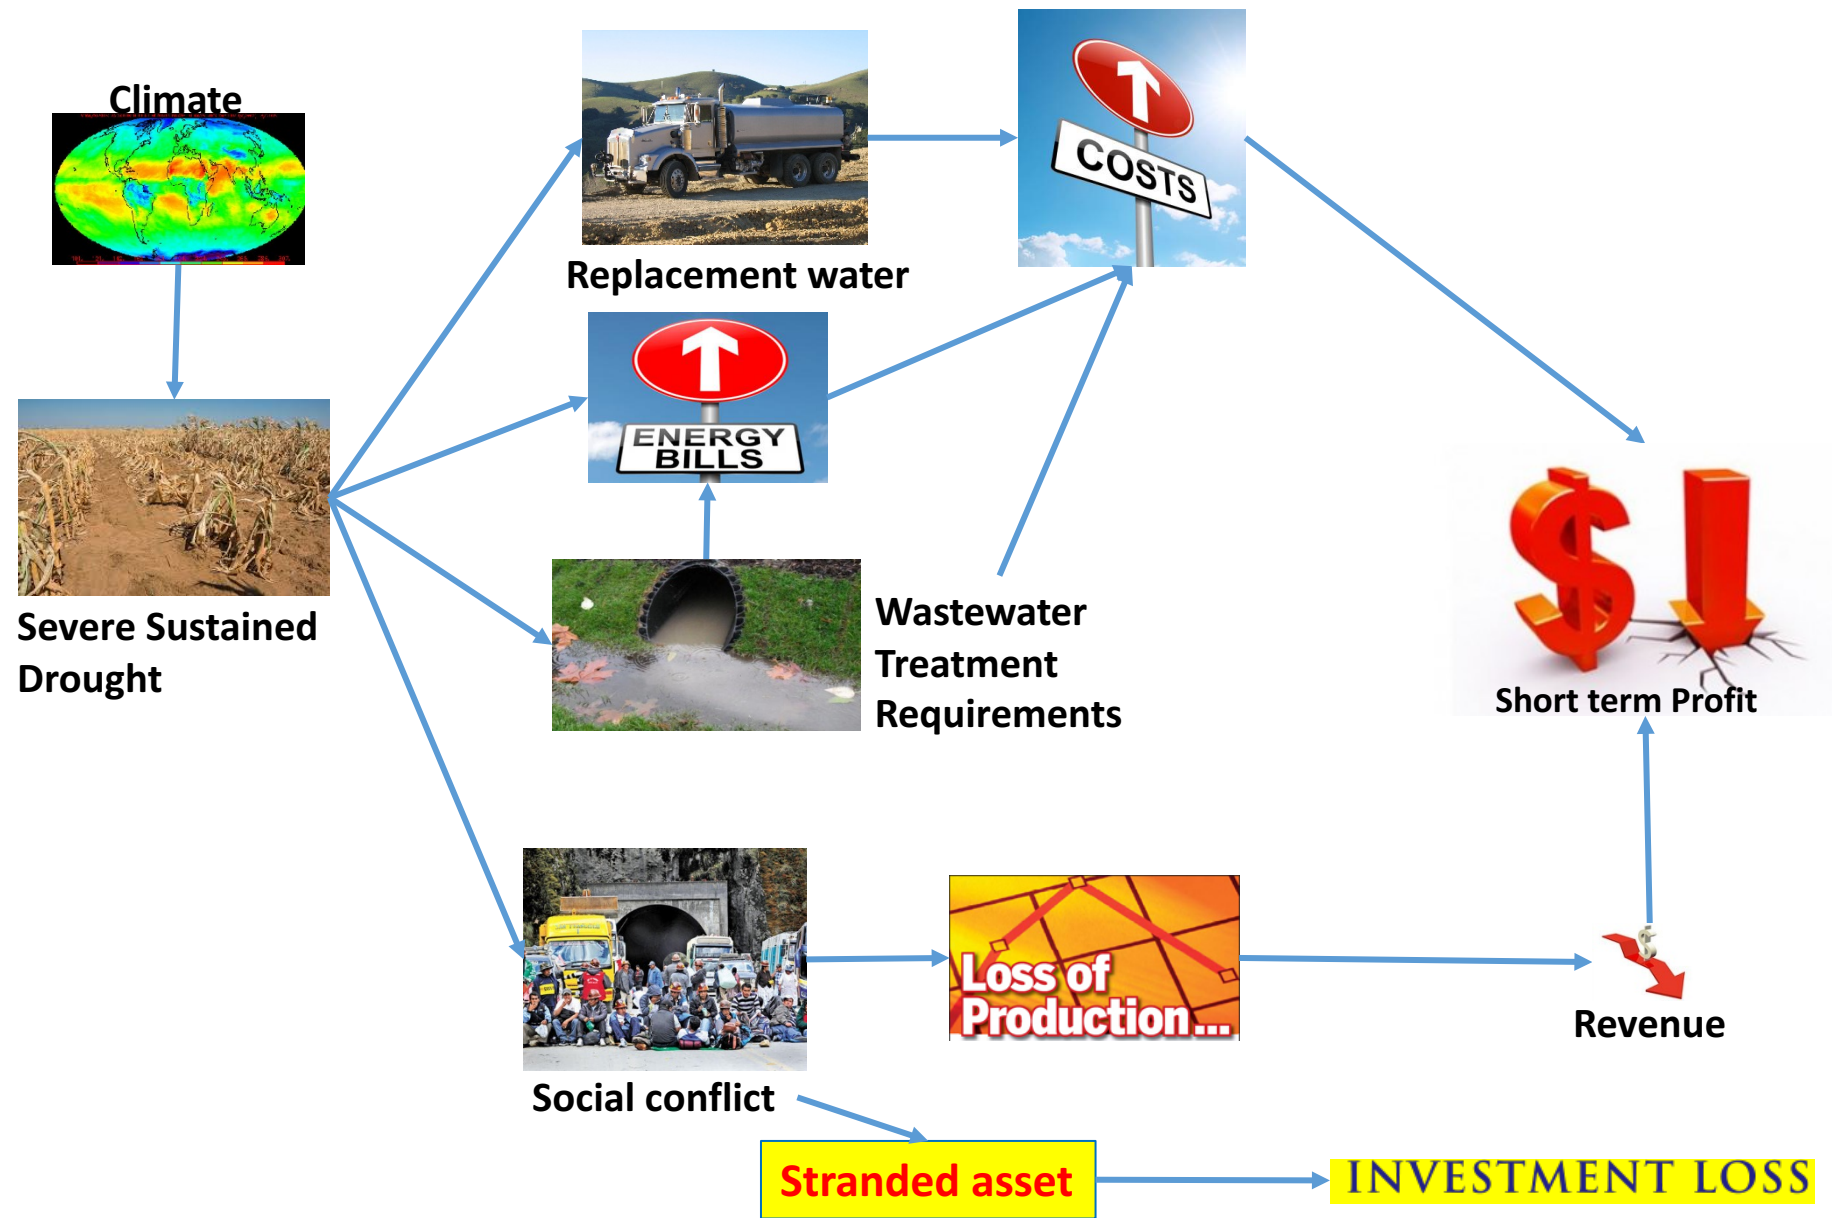 Climate
COSTS
Replacement water
ENERGY
BILLS
Severe Sustained
Drought
Wastewater
Treatment
Requirements
Short term Profit
Loss of
Production...
Revenue
Social conflict
Stranded asset
INVESTMENT LOSS